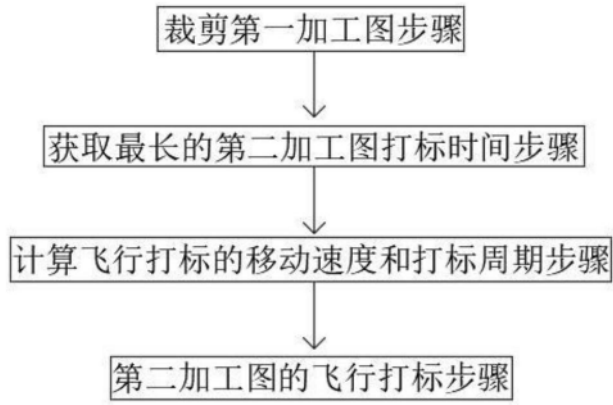 裁剪第一加工图步骤
获取最长的第二加工图打标时间步骤
计算飞行打标的移动速度和打标周期步骤
第二加工图的飞行打标步骤